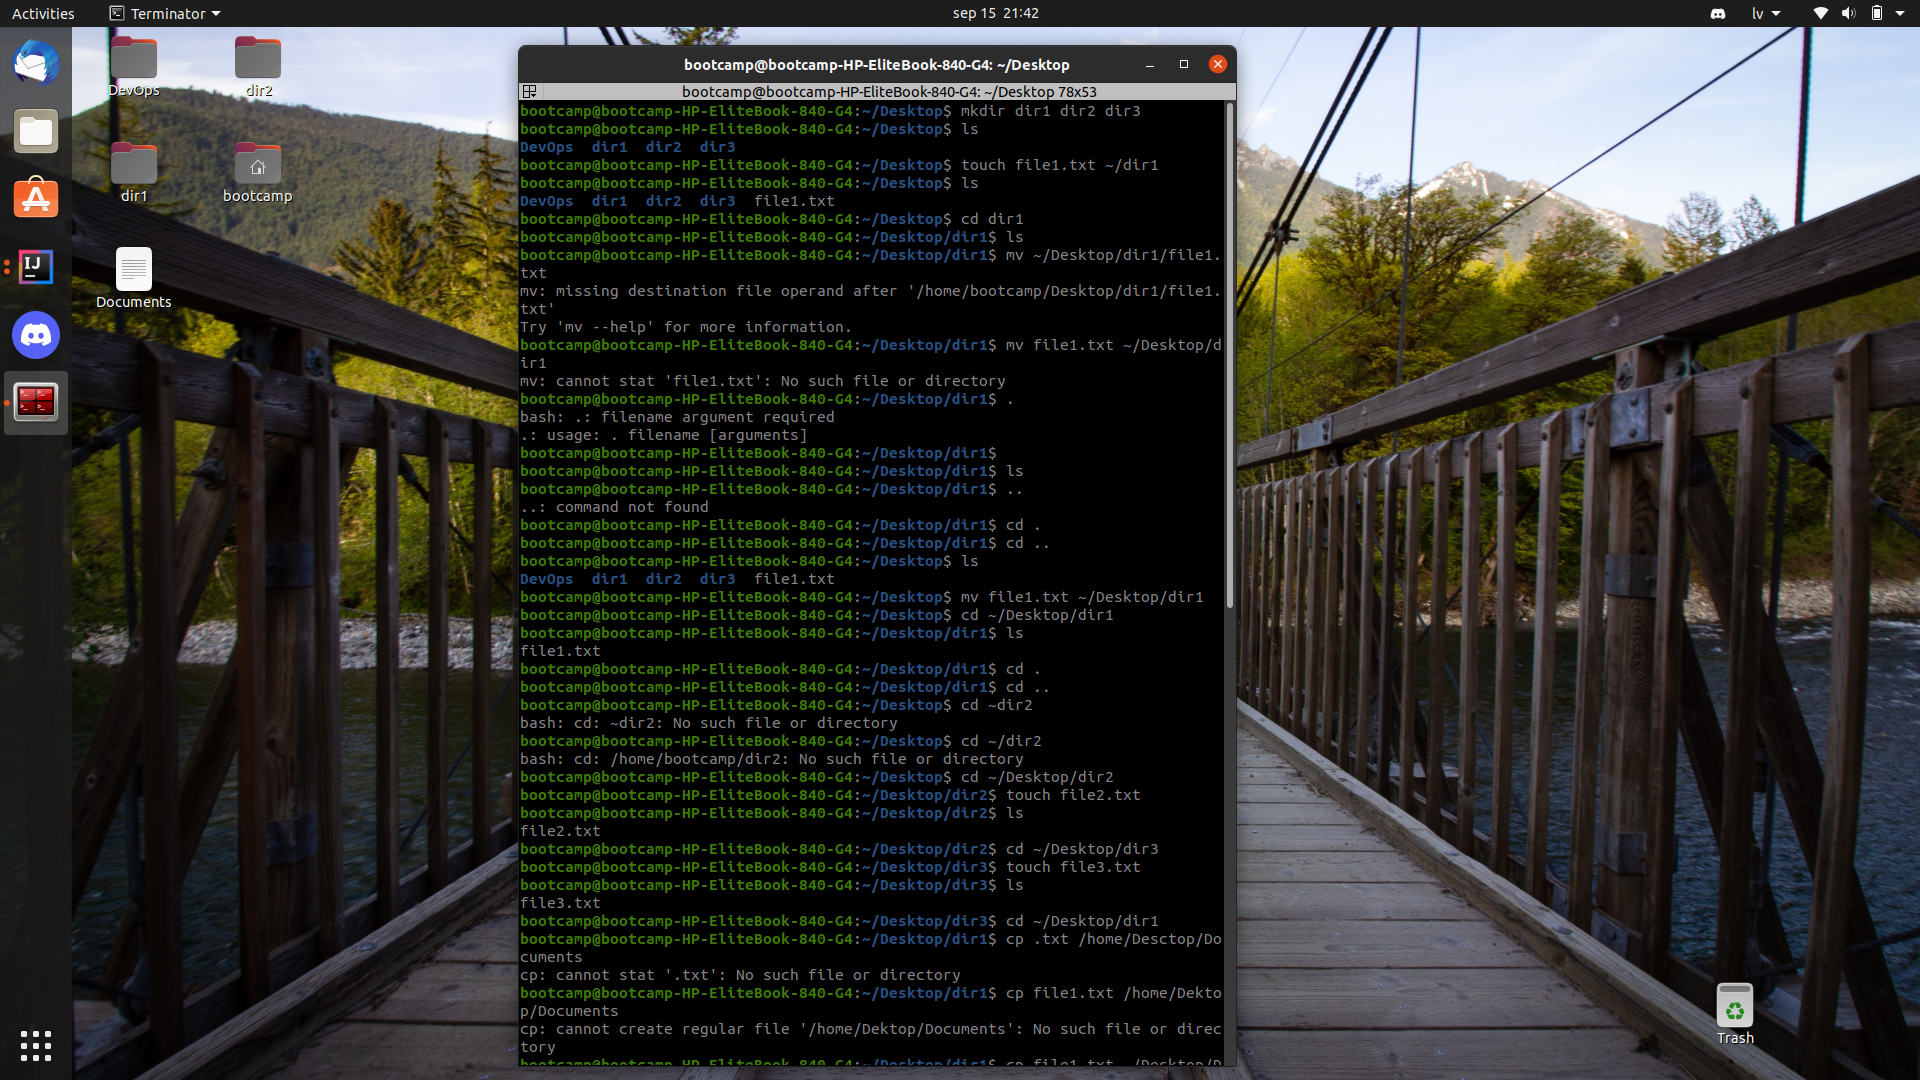 Activities
Terminator
sep 15 21:42
lv
DevOps
dir2
dir1
bootcamp
Documents
IJ
Trash
bootcamp@bootcamp-HP-EliteBook-840-G4: ~/Desktop
bootcamp@bootcamp-HP-EliteBook-840-G4: ~/Desktop 78x53
bootcamp@bootcamp-HP-EliteBook-840-G4:~/Desktop$ mkdir dir1 dir2 dir3
bootcamp@bootcamp-HP-EliteBook-840-G4:~/Desktop$ ls
DevOps dir1 dir2 dir3
bootcamp@bootcamp-HP-EliteBook-840-G4:~/Desktop$ touch file1.txt ~/dir1
bootcamp@bootcamp-HP-EliteBook-840-G4:~/Desktop$ ls
DevOps dir1 dir2 dir3 file1.txt
bootcamp@bootcamp-HP-EliteBook-840-G4:~/Desktop$ cd dir1
bootcamp@bootcamp-HP-EliteBook-840-G4:~/Desktop/dir1$ ls
bootcamp@bootcamp-HP-EliteBook-840-G4:~/Desktop/dir1$ mv ~/Desktop/dir1/file1.
txt
mv: missing destination file operand after '/home/bootcamp/Desktop/dir1/file1.
txt'
Try 'mv --help' for more information.
bootcamp@bootcamp-HP-EliteBook-840-G4:~/Desktop/dir1$ mv file1.txt ~/Desktop/d
ir1
mv: cannot stat 'file1.txt': No such file or directory
bootcamp@bootcamp-HP-EliteBook-840-G4:~/Desktop/dir1$ .
bash: .: filename argument required
.: usage: . filename [arguments]
bootcamp@bootcamp-HP-EliteBook-840-G4:~/Desktop/dir1$
bootcamp@bootcamp-HP-EliteBook-840-G4:~/Desktop/dir1$ ls
bootcamp@bootcamp-HP-EliteBook-840-G4:~/Desktop/dir1$ ..
..: command not found
bootcamp@bootcamp-HP-EliteBook-840-G4:~/Desktop/dir1$ cd .
bootcamp@bootcamp-HP-EliteBook-840-G4:~/Desktop/dir1$ cd ..
bootcamp@bootcamp-HP-EliteBook-840-G4:~/Desktop$ ls
DevOps dir1 dir2 dir3 file1.txt
bootcamp@bootcamp-HP-EliteBook-840-G4:~/Desktop$ mv file1.txt ~/Desktop/dir1
bootcamp@bootcamp-HP-EliteBook-840-G4:~/Desktop$ cd ~/Desktop/dir1
bootcamp@bootcamp-HP-EliteBook-840-G4:~/Desktop/dir1$ ls
file1.txt
bootcamp@bootcamp-HP-EliteBook-840-G4:~/Desktop/dir1$ cd .
bootcamp@bootcamp-HP-EliteBook-840-G4:~/Desktop/dir1$ cd ..
bootcamp@bootcamp-HP-EliteBook-840-G4:~/Desktop$ cd ~dir2
bash: cd: ~dir2: No such file or directory
bootcamp@bootcamp-HP-EliteBook-840-G4:~/Desktop$ cd ~/dir2
bash: cd: /home/bootcamp/dir2: No such file or directory
bootcamp@bootcamp-HP-EliteBook-840-G4:~/Desktop$ cd ~/Desktop/dir2
bootcamp@bootcamp-HP-EliteBook-840-G4:~/Desktop/dir2$ touch file2.txt
bootcamp@bootcamp-HP-EliteBook-840-G4:~/Desktop/dir2$ ls
file2.txt
bootcamp@bootcamp-HP-EliteBook-840-G4:~/Desktop/dir2$ cd ~/Desktop/dir3
bootcamp@bootcamp-HP-EliteBook-840-G4:~/Desktop/dir3$ touch file3.txt
bootcamp@bootcamp-HP-EliteBook-840-G4:~/Desktop/dir3$ ls
file3.txt
bootcamp@bootcamp-HP-EliteBook-840-G4:~/Desktop/dir3$ cd ~/Desktop/dir1
bootcamp@bootcamp-HP-EliteBook-840-G4:~/Desktop/dir1$ cp .txt /home/Desctop/Do
cuments
cp: cannot stat '.txt': No such file or directory
bootcamp@bootcamp-HP-EliteBook-840-G4:~/Desktop/dir1$ cp file1.txt /home/Dekto
p/Documents
cp: cannot create regular file '/home/Dektop/Documents': No such file or direc
tory
bootcamp@bootcamp-HP-EliteBook-840-G4:~/Desktop/dir1$ cp file1.txt ~/Desktop/D